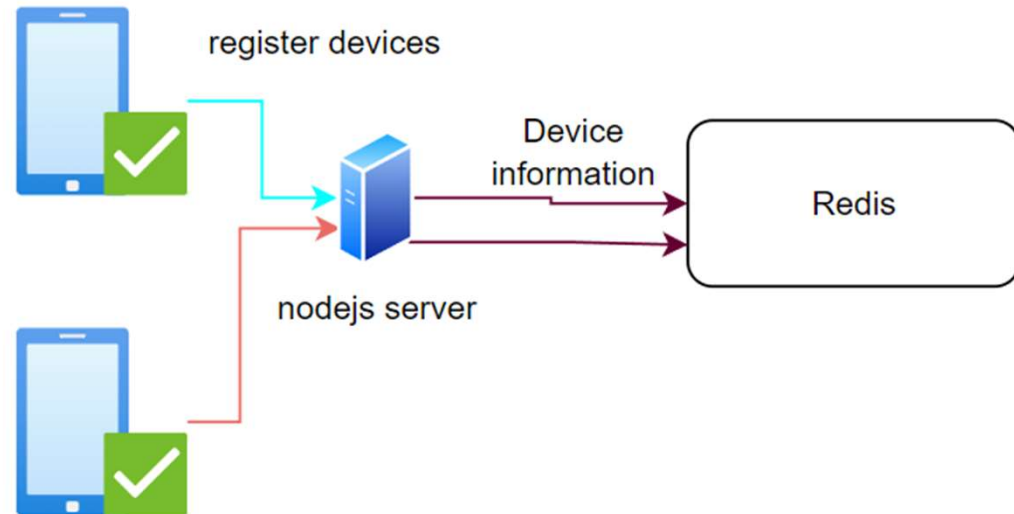 register devices
Device
information
Redis
nodejs server